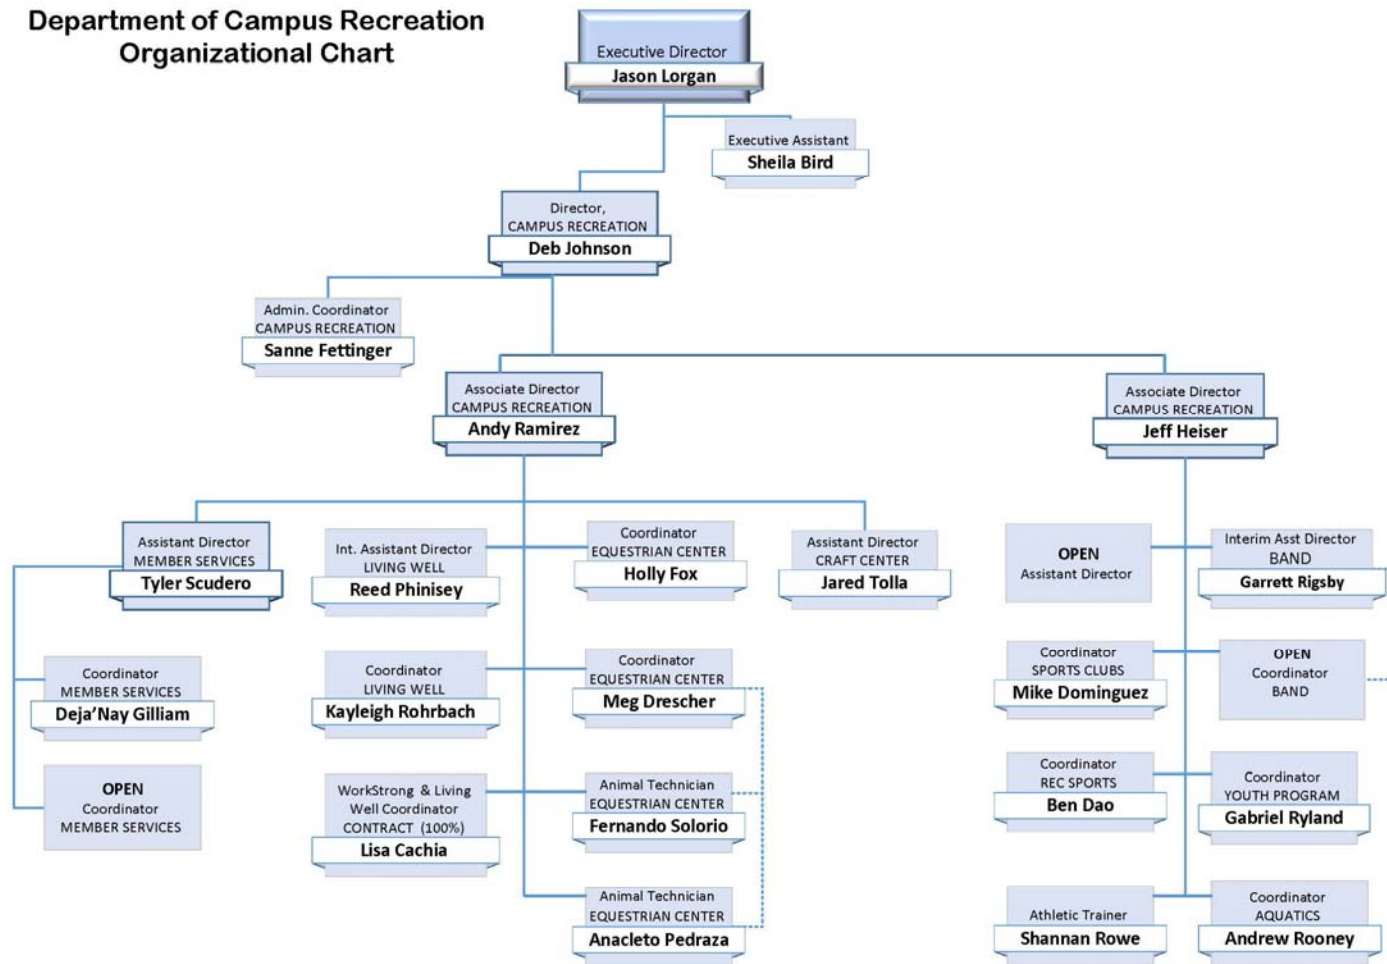 Department of Campus Recreation
Organizational Chart
Executive Director
Jason Lorgan
Executive Assistant
Sheila Bird
Director,
CAMPUS RECREATION
Deb Johnson
Admin. Coordinator
CAMPUS RECREATION
Sanne Fettinger
Associate Director
CAMPUS RECREATION
Andy Ramirez
Associate Director
CAMPUS RECREATION
Jeff Heiser
Assistant Director
MEMBER SERVICES
Tyler Scudero
Int. Assistant Director
LIVING WELL
Reed Phinisey
Coordinator
EQUESTRIAN CENTER
Holly Fox
Assistant Director
CRAFT CENTER
Jared Tolla
OPEN
Assistant Director
Interim Asst Director
BAND
Garrett Rigsby
Coordinator
MEMBER SERVICES
Deja’Nay Gilliam
Coordinator
LIVING WELL
Kayleigh Rohrbach
Coordinator
EQUESTRIAN CENTER
Meg Drescher
Coordinator
SPORTS CLUBS
Mike Dominguez
OPEN
Coordinator
BAND
OPEN
Coordinator
MEMBER SERVICES
WorkStrong & Living
Well Coordinator
CONTRACT (100%)
Lisa Cachia
Animal Technician
EQUESTRIAN CENTER
Fernando Solorio
Coordinator
REC SPORTS
Ben Dao
Coordinator
YOUTH PROGRAM
Gabriel Ryland
Animal Technician
EQUESTRIAN CENTER
Anacleto Pedraza
Athletic Trainer
Shannan Rowe
Coordinator
AQUATICS
Andrew Rooney